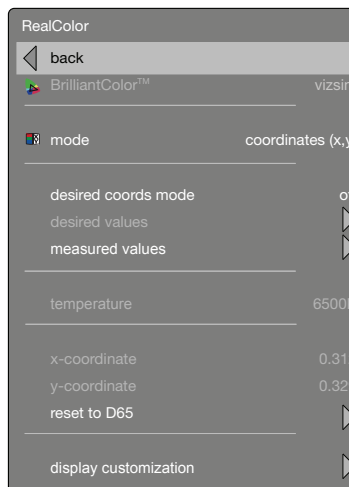 RealColor
back
BrilliantColor™
mode coordinates (x,y
desired coords mode
desired values
measured values
temperature 6500
x-coordinate 0.31
y-coordinate 0.32
reset to D65
display customization